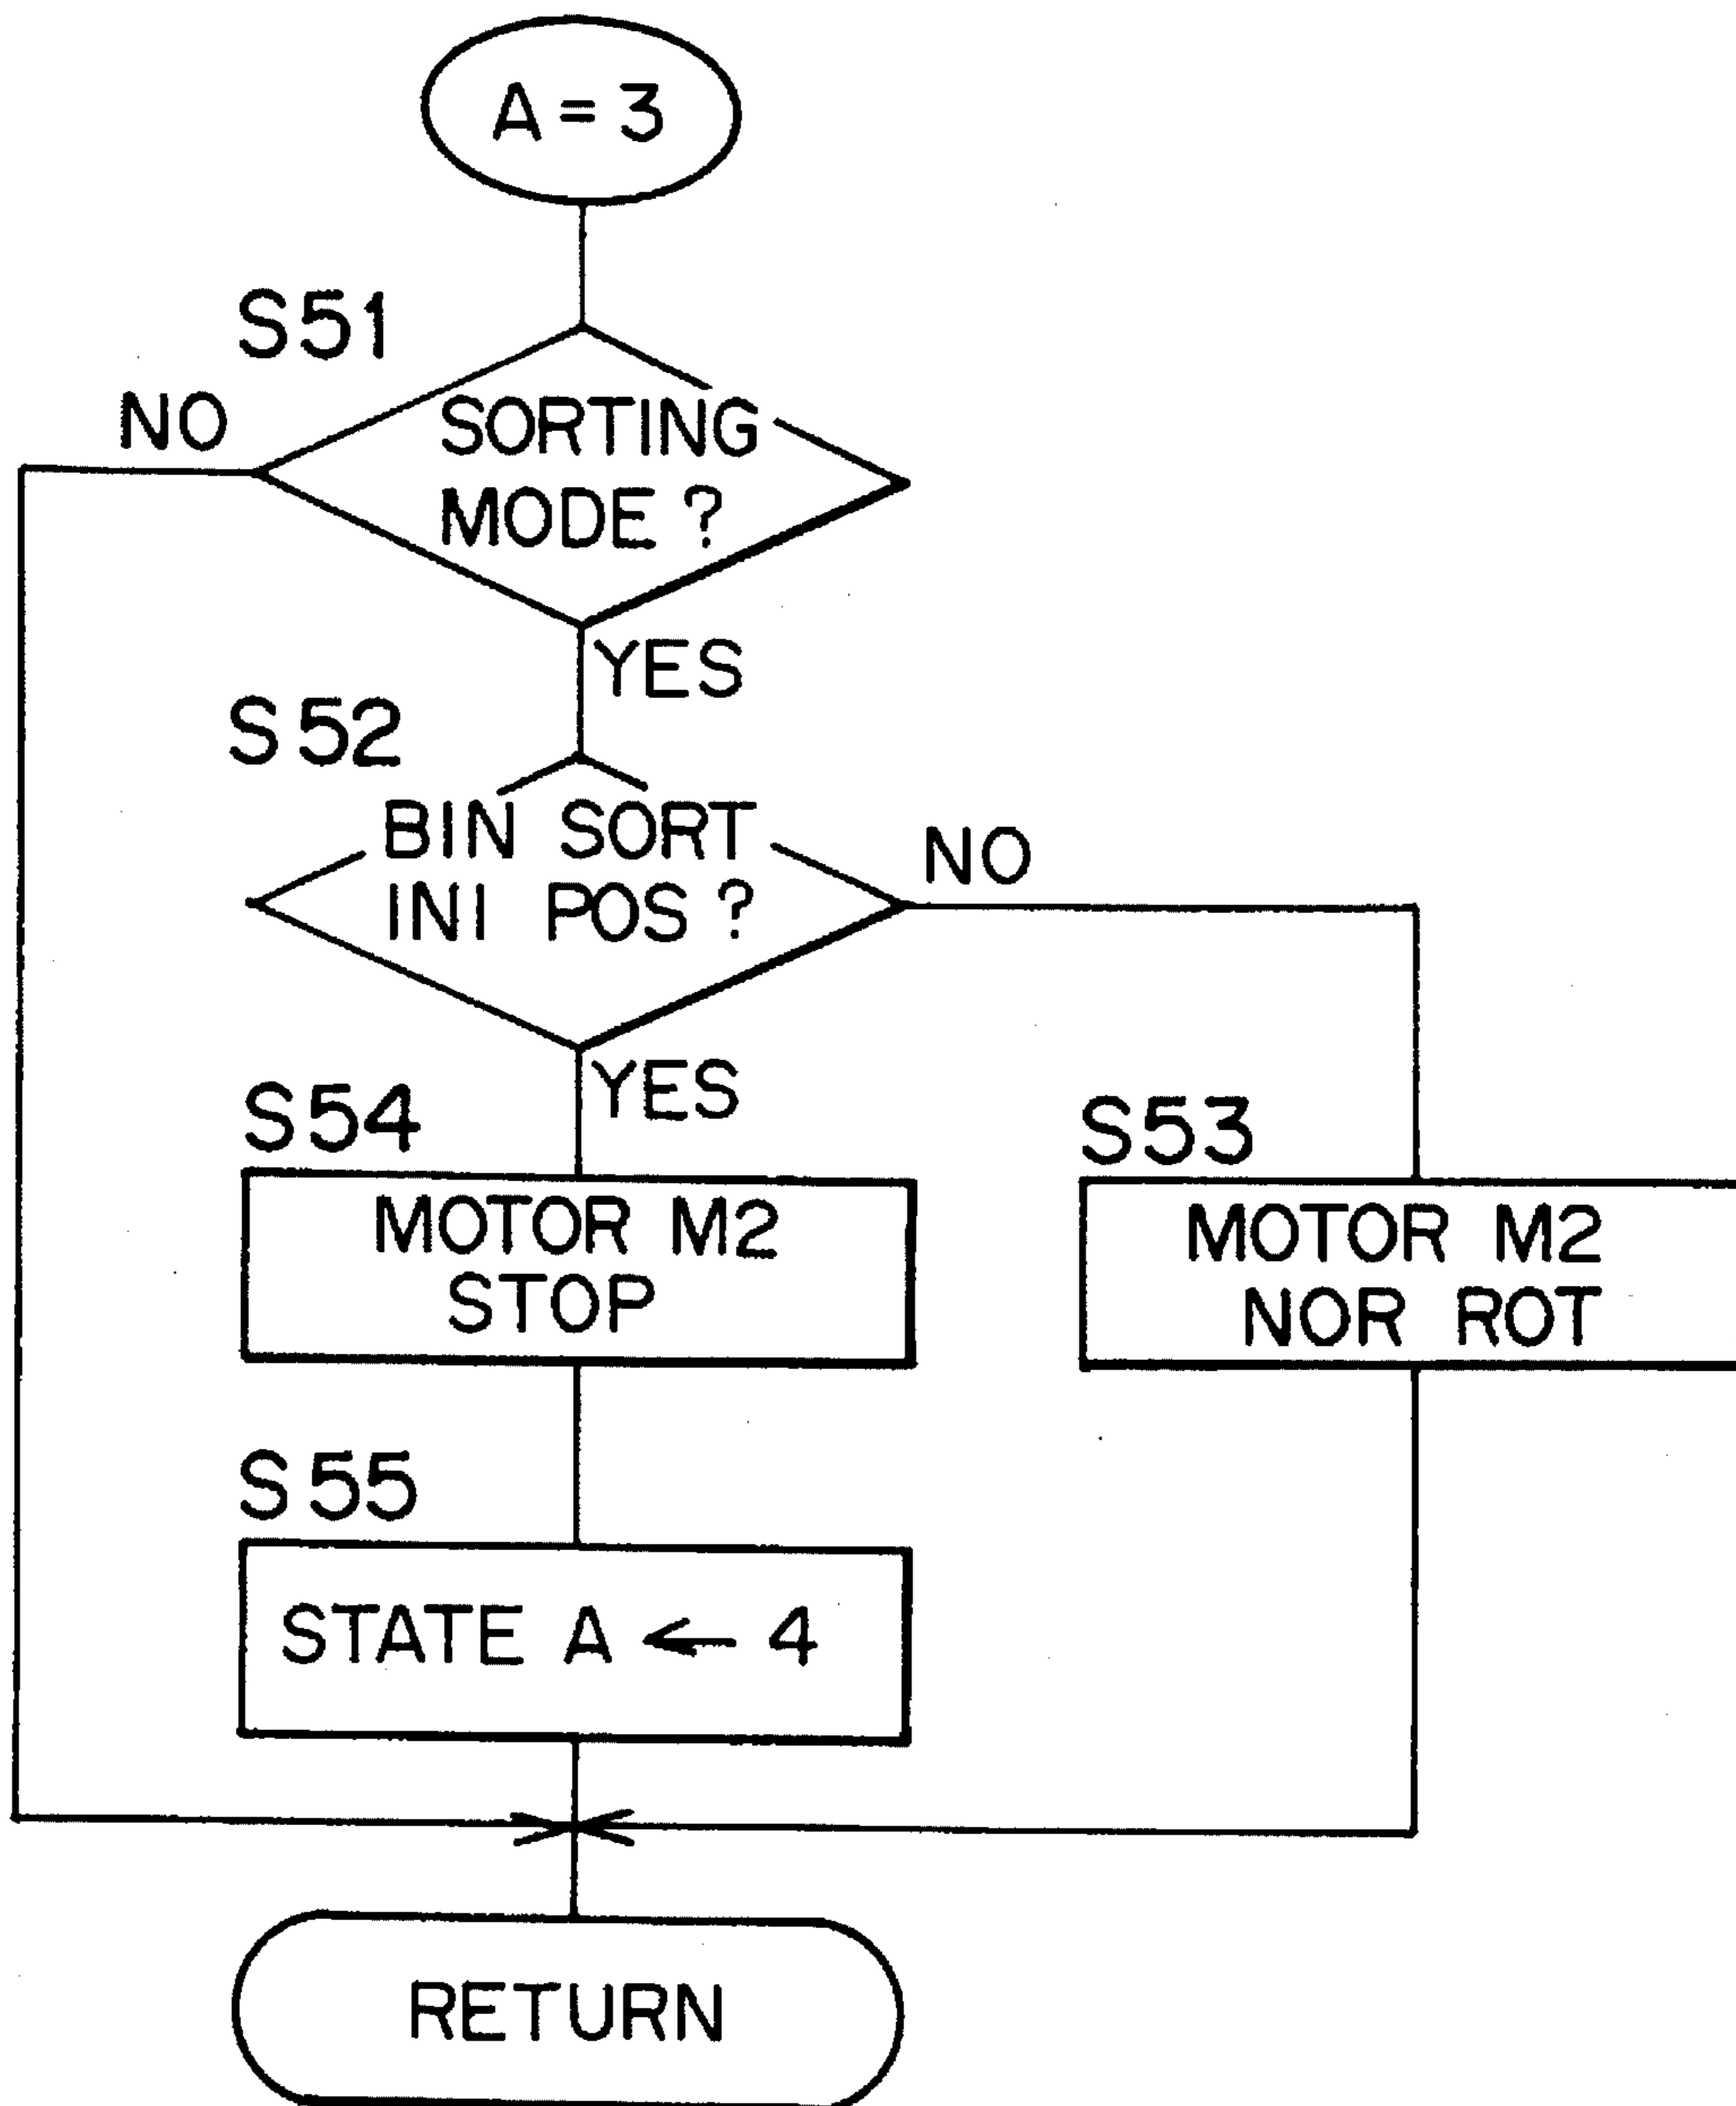 A = 3
S51
NO
SORTING
MODE ?
YES
S52
BIN SORT
INI POS ?
NO
YES
S54
MOTOR M2
STOP
S53
MOTOR M2
NOR ROT
S55
STATE A ← 4
RETURN